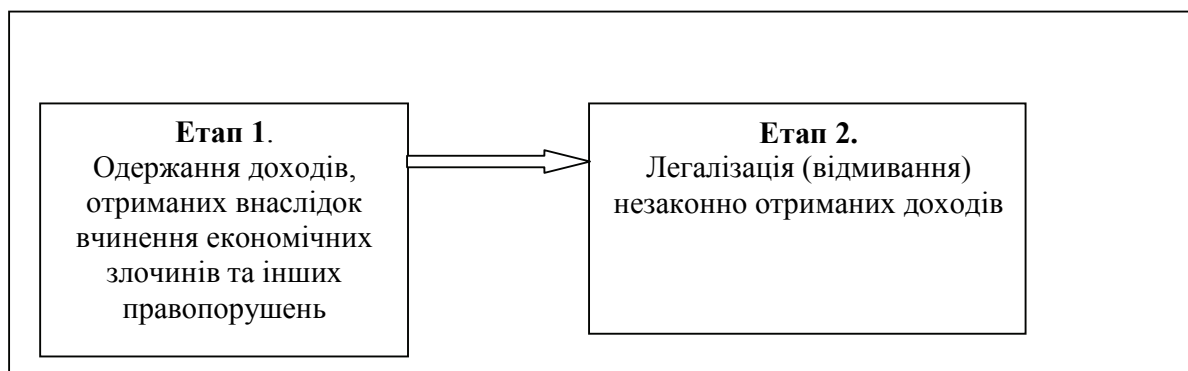 Етап 1.
Одержання доходів,
отриманих внаслідок
вчинення економічних
злочинів та інших
правопорушень
Етап 2.
Легалізація (відмивання)
незаконно отриманих доходів